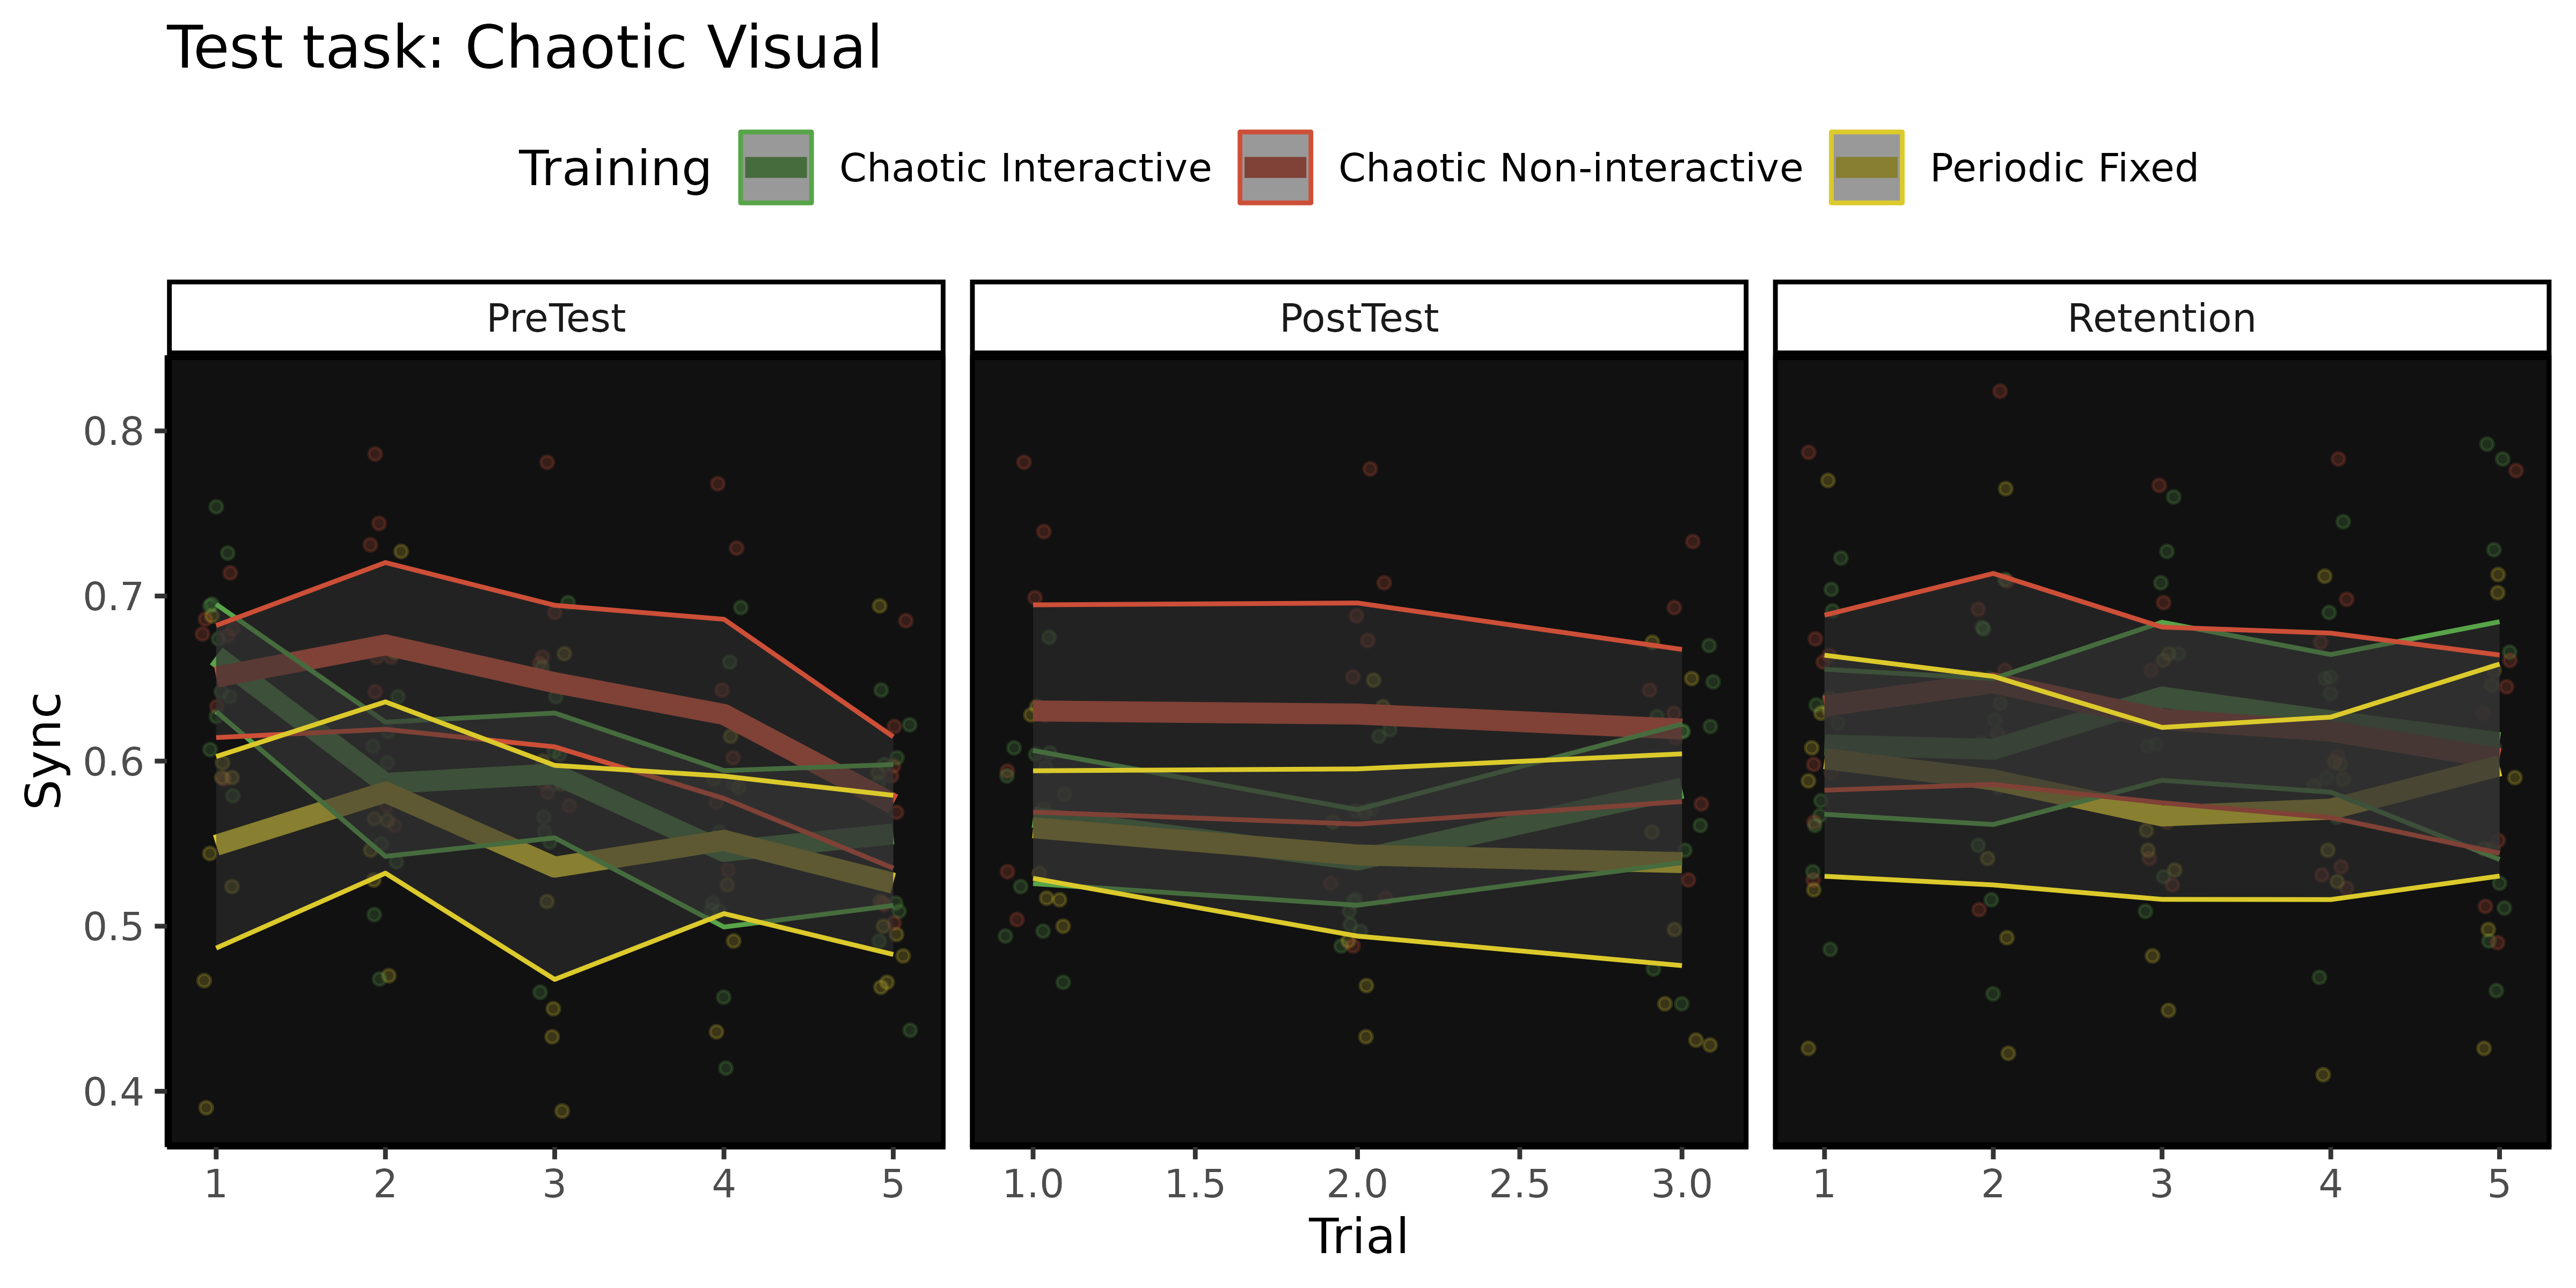 Test task: Chaotic Visual
Training Chaotic Interactive Chaotic Non-interactive Periodic Fixed
PreTest PostTest Retention
Sync
0.8
0.7
0.6
0.5
0.4
1 2 3 4 5 1.0 1.5 2.0 2.5 3.0 1 2 3 4 5
Trial